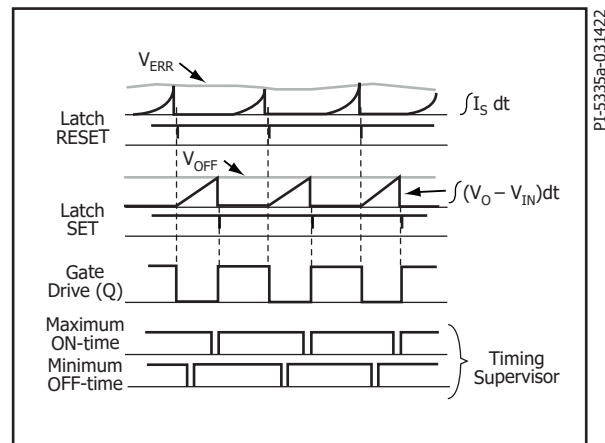 V_ERR
∫I_S dt
Latch
RESET
V_OFF
∫(V_O – V_IN)dt
Latch
SET
Gate
Drive (Q)
Maximum
ON-time
Minimum
OFF-time
Timing
Supervisor
PI-5335a-031422